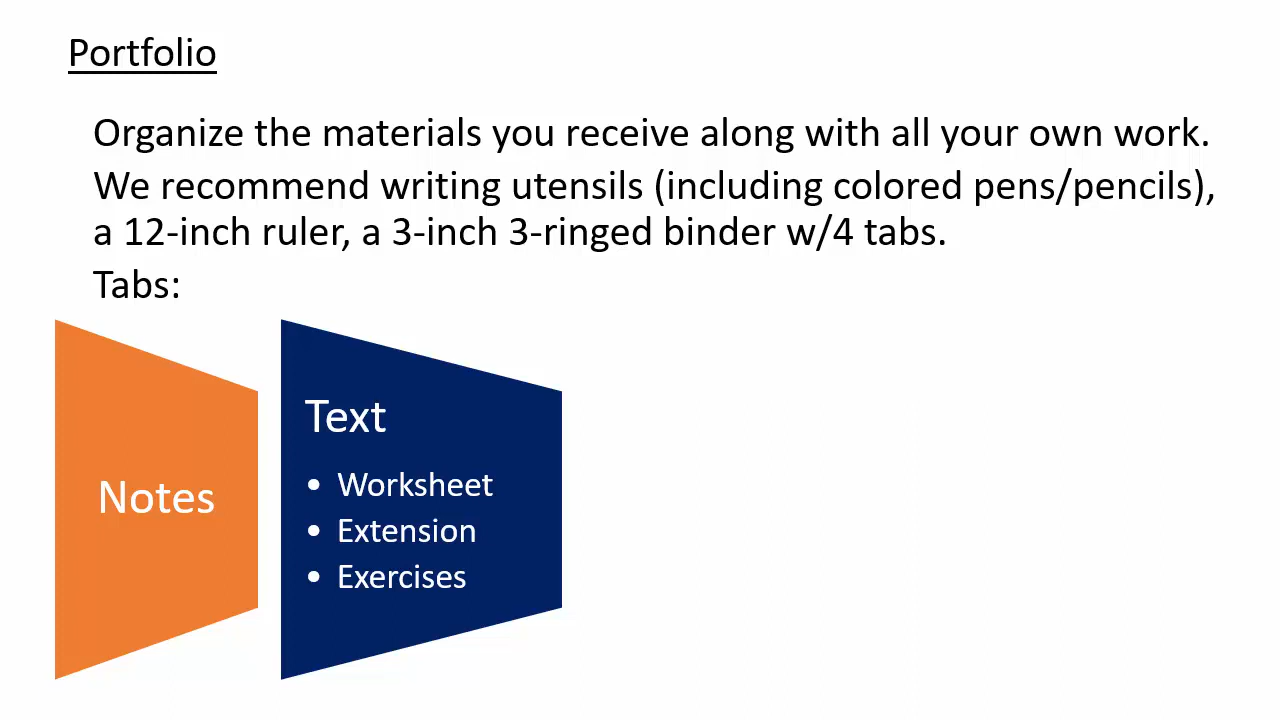 Portfolio
Organize the materials you receive along with all your own work.
We recommend writing utensils (including colored pens/pencils),
a 12-inch ruler, a 3-inch 3-ringed binder w/4 tabs.
Tabs:
Notes
Text
• Worksheet
• Extension
• Exercises